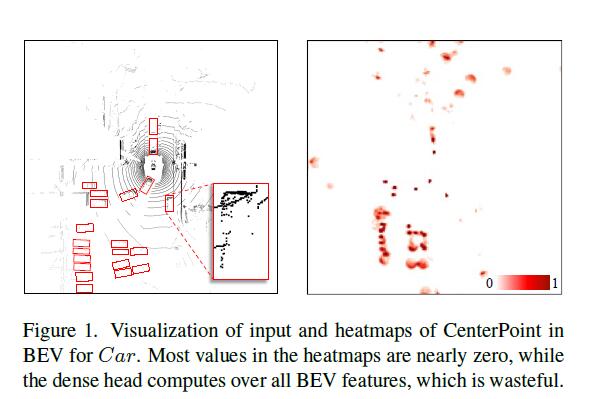 0 1
Figure 1. Visualization of input and heatmaps of CenterPoint in
BEV for Car. Most values in the heatmaps are nearly zero, while
the dense head computes over all BEV features, which is wasteful.